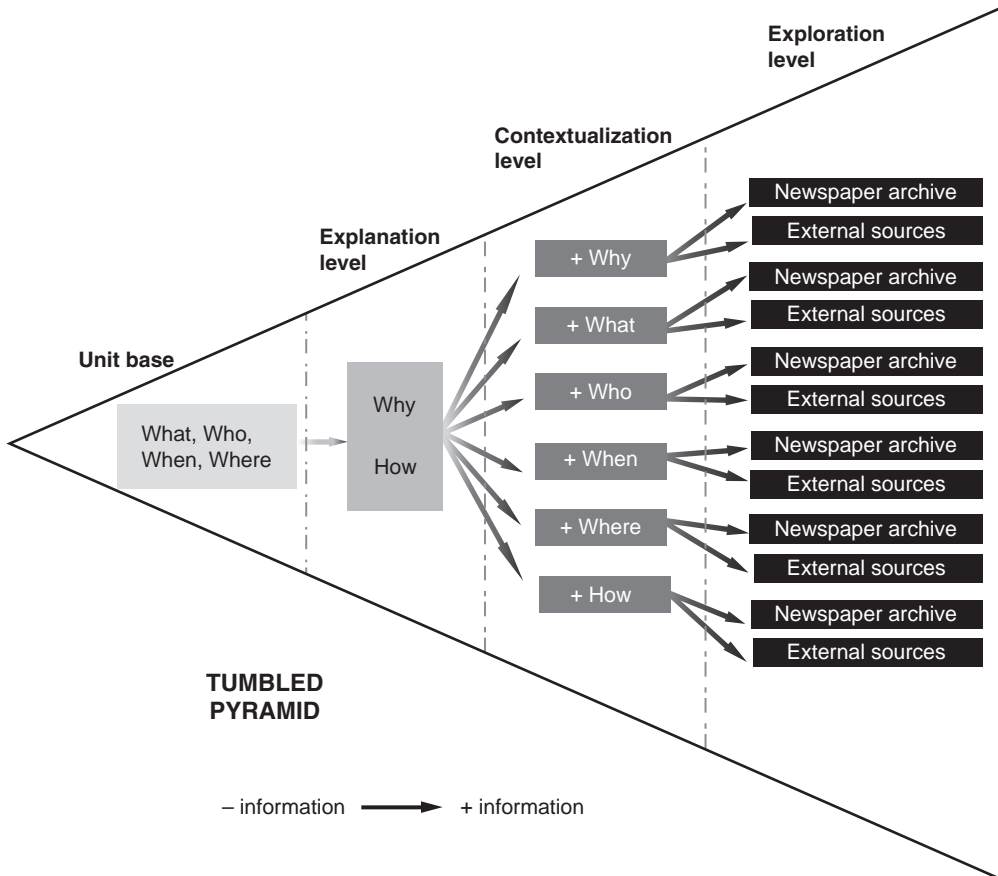 Exploration
level
Contextualization
level
Explanation
level
Unit base
What, Who,
When, Where
Why
How
+ Why
+ What
+ Who
+ When
+ Where
+ How
Newspaper archive
External sources
Newspaper archive
External sources
Newspaper archive
External sources
Newspaper archive
External sources
Newspaper archive
External sources
Newspaper archive
External sources
TUMBLED
PYRAMID
– information
+ information